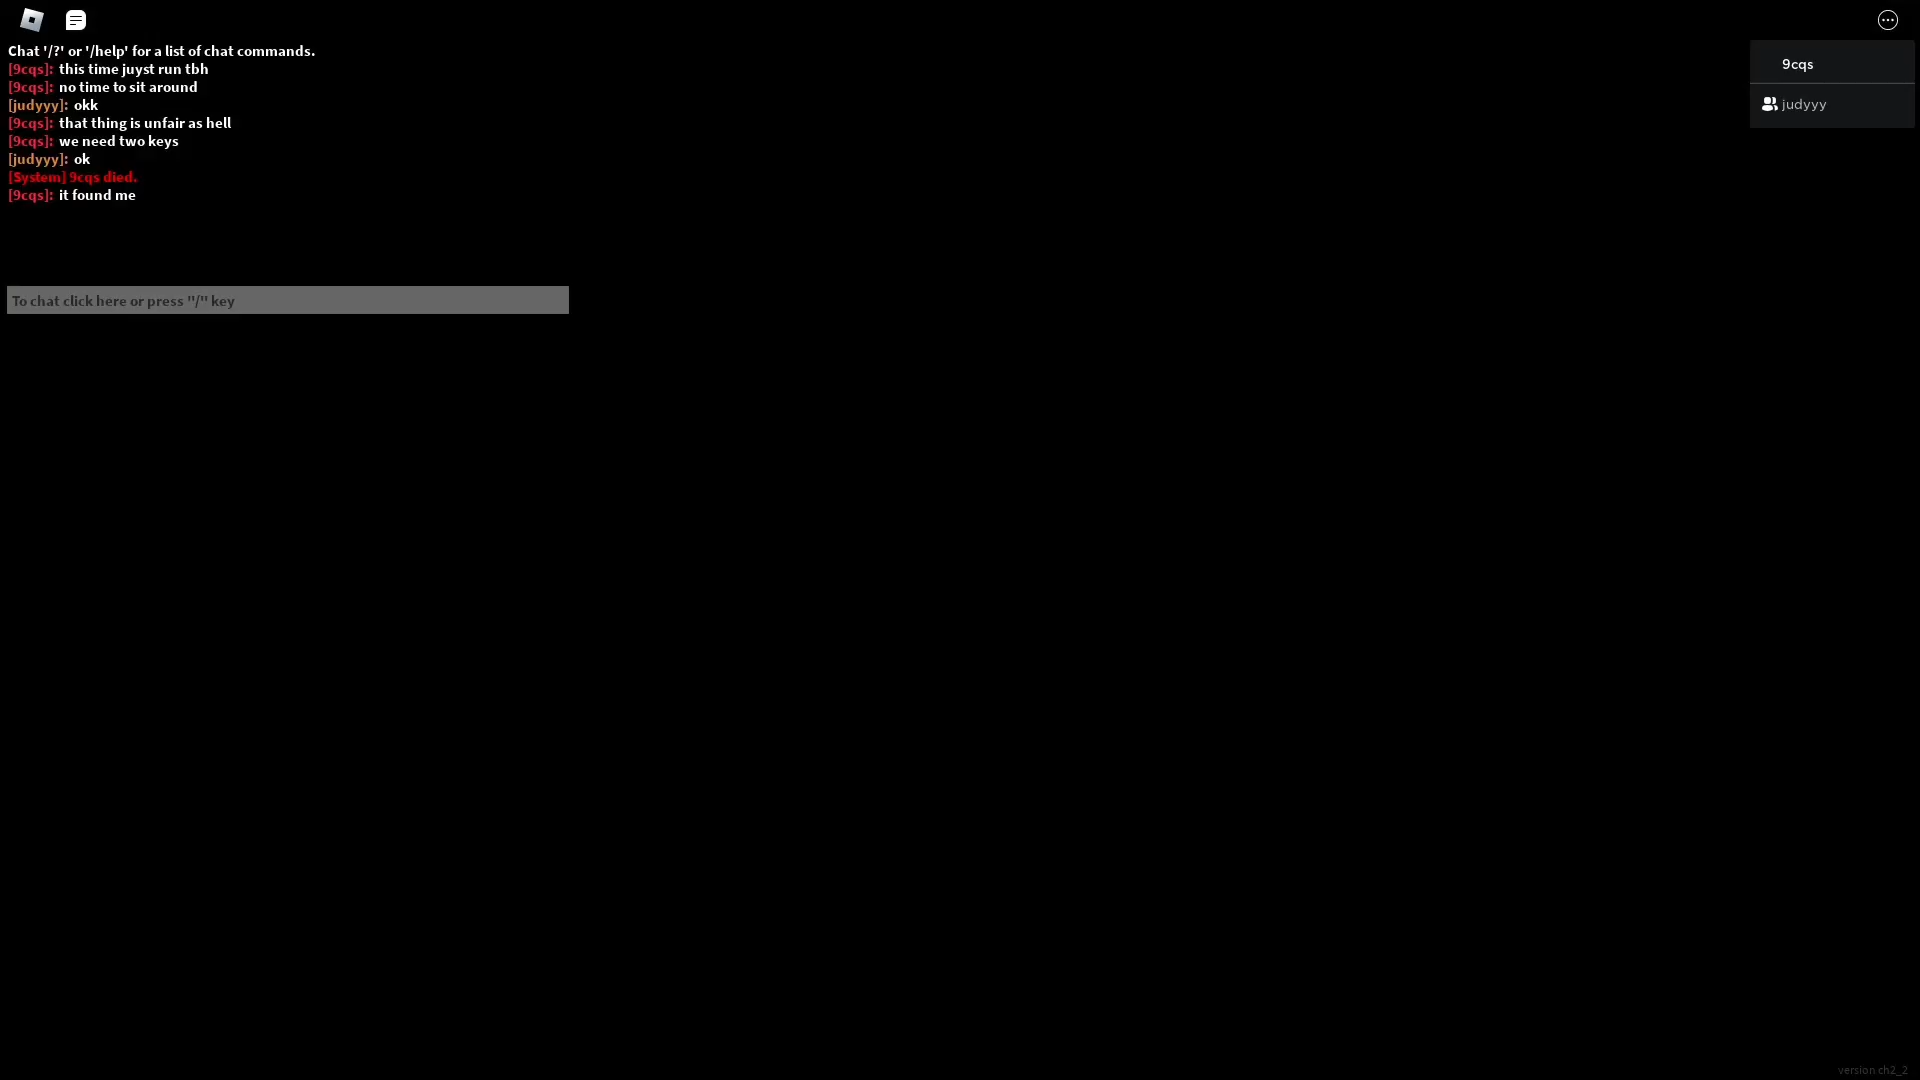 Chat '/?' or '/help' for a list of chat commands.
[9cqs]: this time juyst run tbh
[9cqs]: no time to sit around
[judyyy]: okk
[9cqs]: that thing is unfair as hell
[9cqs]: we need two keys
[judyyy]: ok
[System] 9cqs died.
[9cqs]: it found me
To chat click here or press "/" key
9cqs
judyyy
version ch2_2